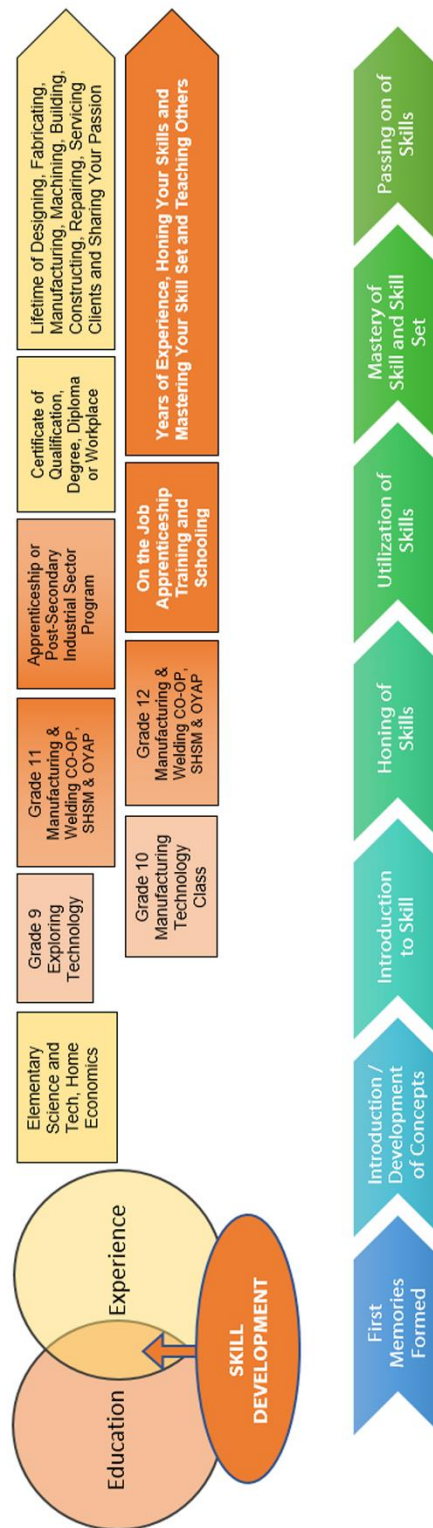 Education
Experience
SKILL
DEVELOPMENT
Elementary
Science and
Tech, Home
Economics
Grade 9
Exploring
Technology
Grade 10
Manufacturing
Technology
Class
Grade 11
Manufacturing &
Welding CO-OP,
SHSM & OYAP
Grade 12
Manufacturing &
Welding CO-OP,
SHSM & OYAP
Apprenticeship or
Post-Secondary
Industrial Sector
Program
On the Job
Apprenticeship
Training and
Schooling
Certificate of
Qualification,
Degree, Diploma
or Workplace
Lifetime of Designing, Fabricating,
Manufacturing, Machining, Building,
Constructing, Repairing, Servicing
Clients and Sharing Your Passion
Years of Experience, Honing Your Skills and
Mastering Your Skill Set and Teaching Others
First
Memories
Formed
Introduction /
Development
of Concepts
Introduction
to Skill
Honing of
Skills
Utilization of
Skills
Mastery of
Skill and Skill
Set
Passing on of
Skills